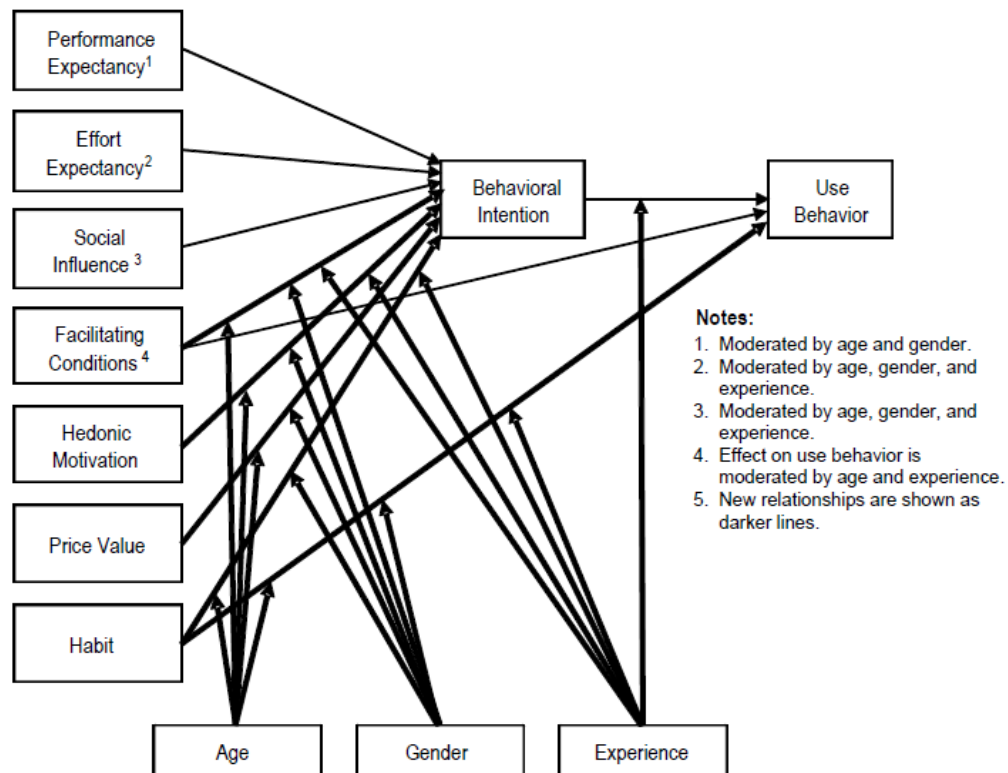 Performance
Expectancy¹
Effort
Expectancy²
Social
Influence ³
Facilitating
Conditions ⁴
Hedonic
Motivation
Price Value
Habit
Behavioral
Intention
Use
Behavior
Notes:
1. Moderated by age and gender.
2. Moderated by age, gender, and
experience.
3. Moderated by age, gender, and
experience.
4. Effect on use behavior is
moderated by age and experience.
5. New relationships are shown as
darker lines.
Age
Gender
Experience